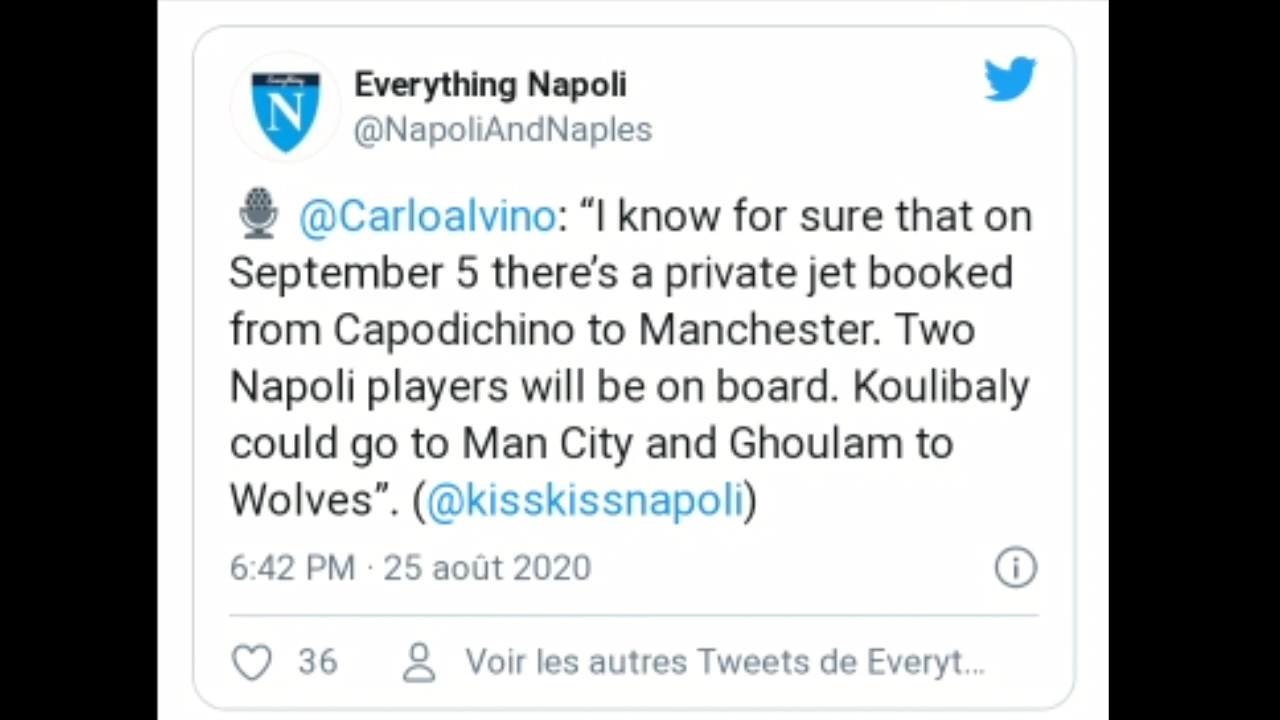 Everything
N
Everything Napoli
@NapoliAndNaples
@Carloalvino: “I know for sure that on
September 5 there’s a private jet booked
from Capodichino to Manchester. Two
Napoli players will be on board. Koulibaly
could go to Man City and Ghoulam to
Wolves”. (@kisskissnapoli)
6:42 PM · 25 août 2020
36
Voir les autres Tweets de Everyt...